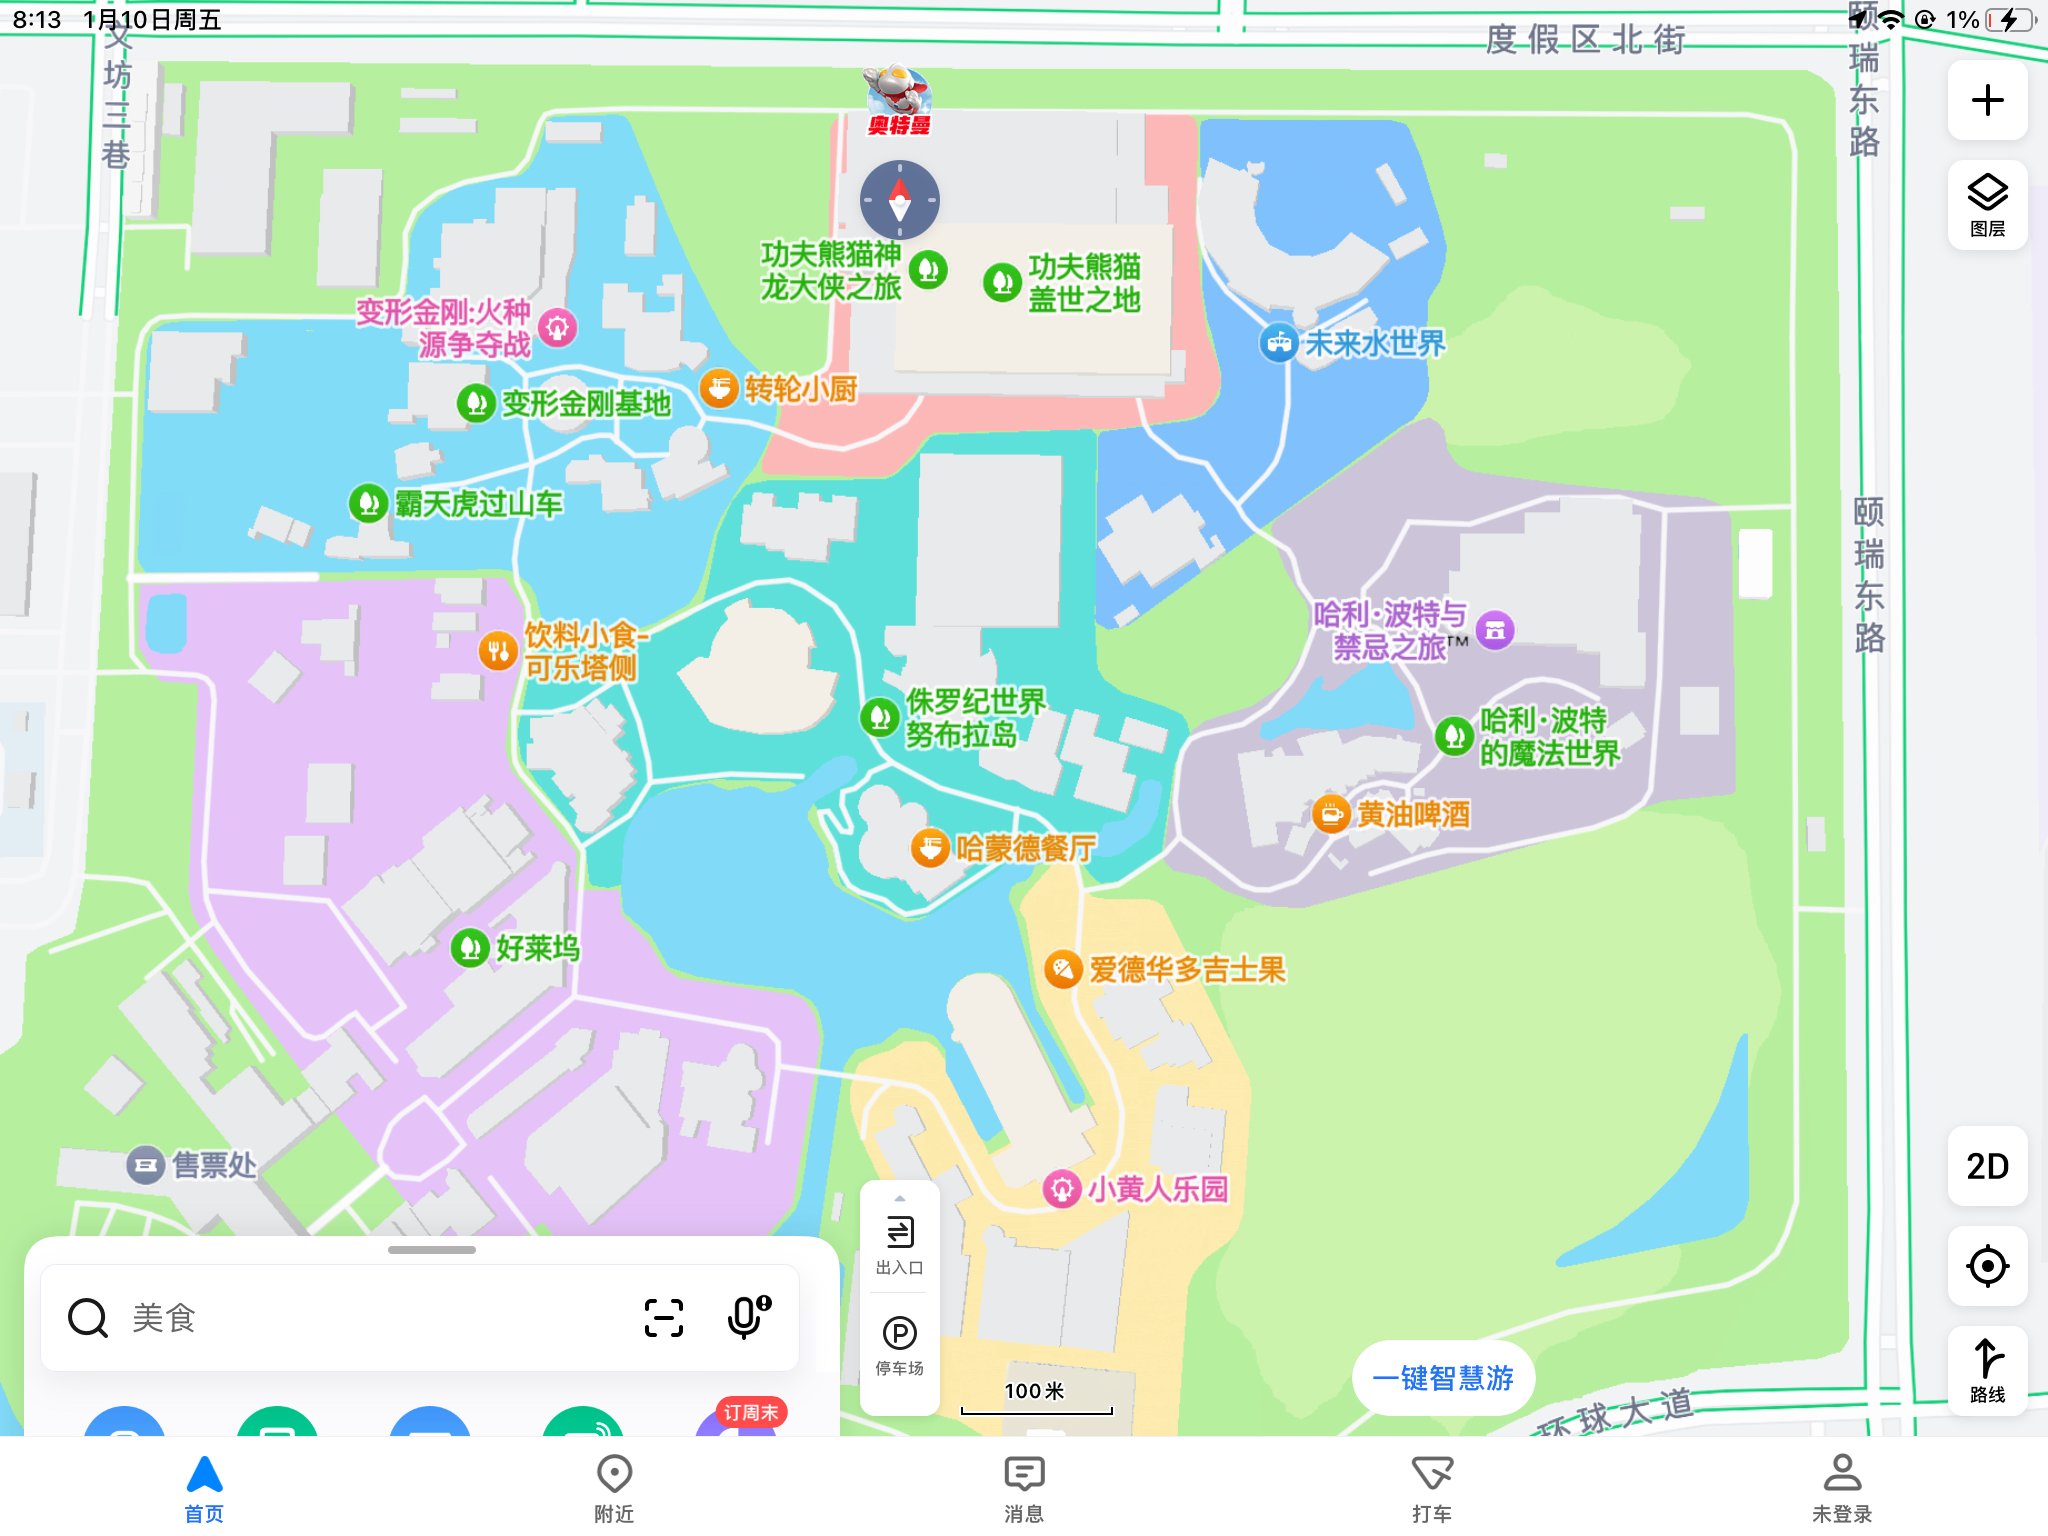 8:13 1月10日周五
1%
文坊三巷
度假区北街
颐瑞东路
奥特曼
图层
功夫熊猫神
龙大侠之旅
功夫熊猫
盖世之地
变形金刚:火种
源争夺战
未来水世界
转轮小厨
变形金刚基地
霸天虎过山车
颐瑞东路
饮料小食-
可乐塔侧
哈利·波特与
禁忌之旅™
侏罗纪世界
努布拉岛
哈利·波特
的魔法世界
黄油啤酒
哈蒙德餐厅
好莱坞
爱德华多吉士果
售票处
小黄人乐园
2D
出入口
美食
P
停车场
100米
一键智慧游
路线
环球大道
订周末
首页
附近
消息
打车
未登录